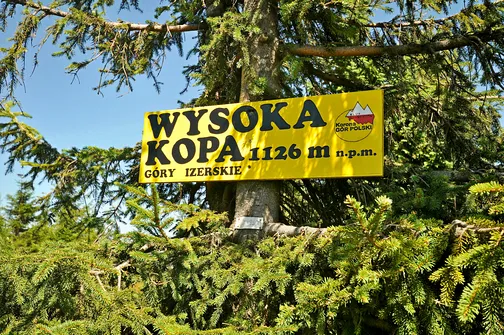 WYSOKA
KOPA 1126 m n.p.m.
GÓRY IZERSKIE
Korona
GÓR POLSKI